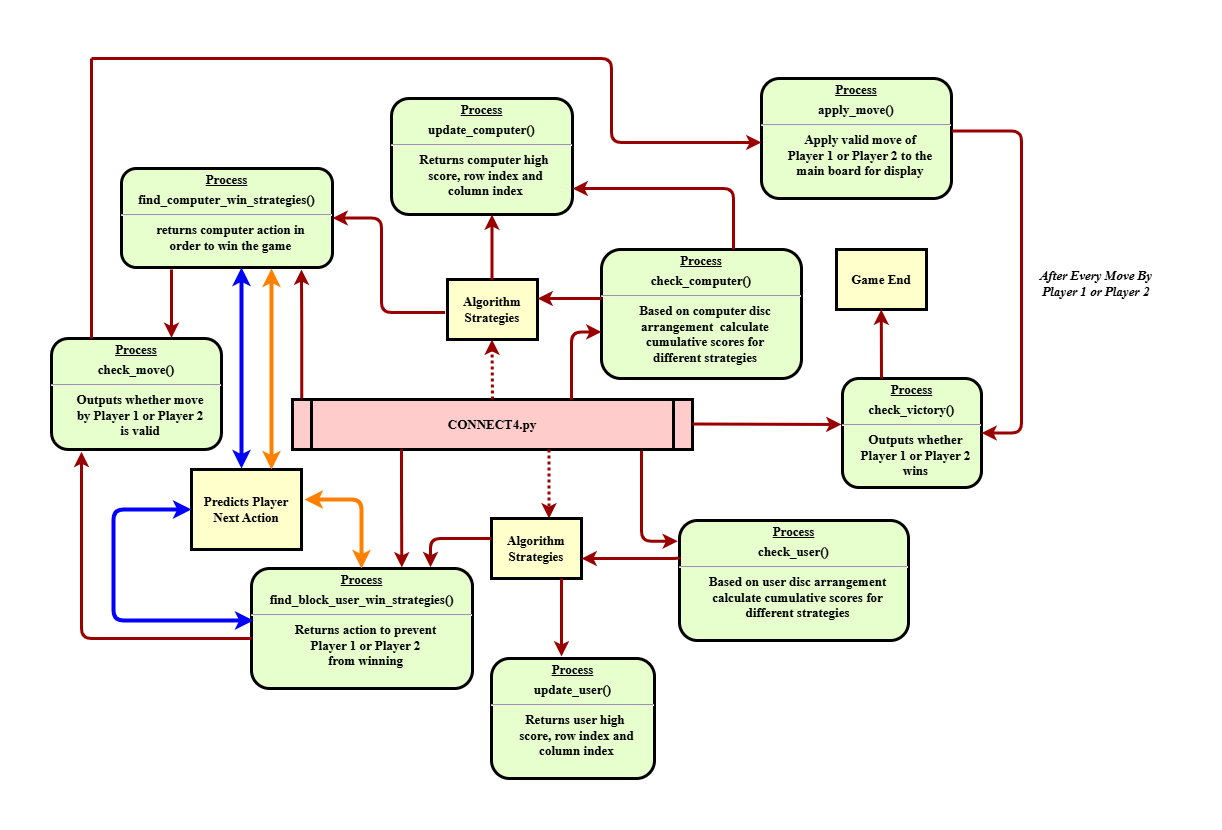 Process
apply_move()
Apply valid move of
Player 1 or Player 2 to the
main board for display
Process
update_computer()
Returns computer high
score, row index and
column index
Process
find_computer_win_strategies()
returns computer action in
order to win the game
Process
check_computer()
Based on computer disc
arrangement calculate
cumulative scores for
different strategies
Game End
After Every Move By
Player 1 or Player 2
Algorithm
Strategies
Process
check_move()
Outputs whether move
by Player 1 or Player 2
is valid
CONNECT4.py
Process
check_victory()
Outputs whether
Player 1 or Player 2
wins
Predicts Player
Next Action
Algorithm
Strategies
Process
check_user()
Based on user disc arrangement
calculate cumulative scores for
different strategies
Process
find_block_user_win_strategies()
Returns action to prevent
Player 1 or Player 2
from winning
Process
update_user()
Returns user high
score, row index and
column index